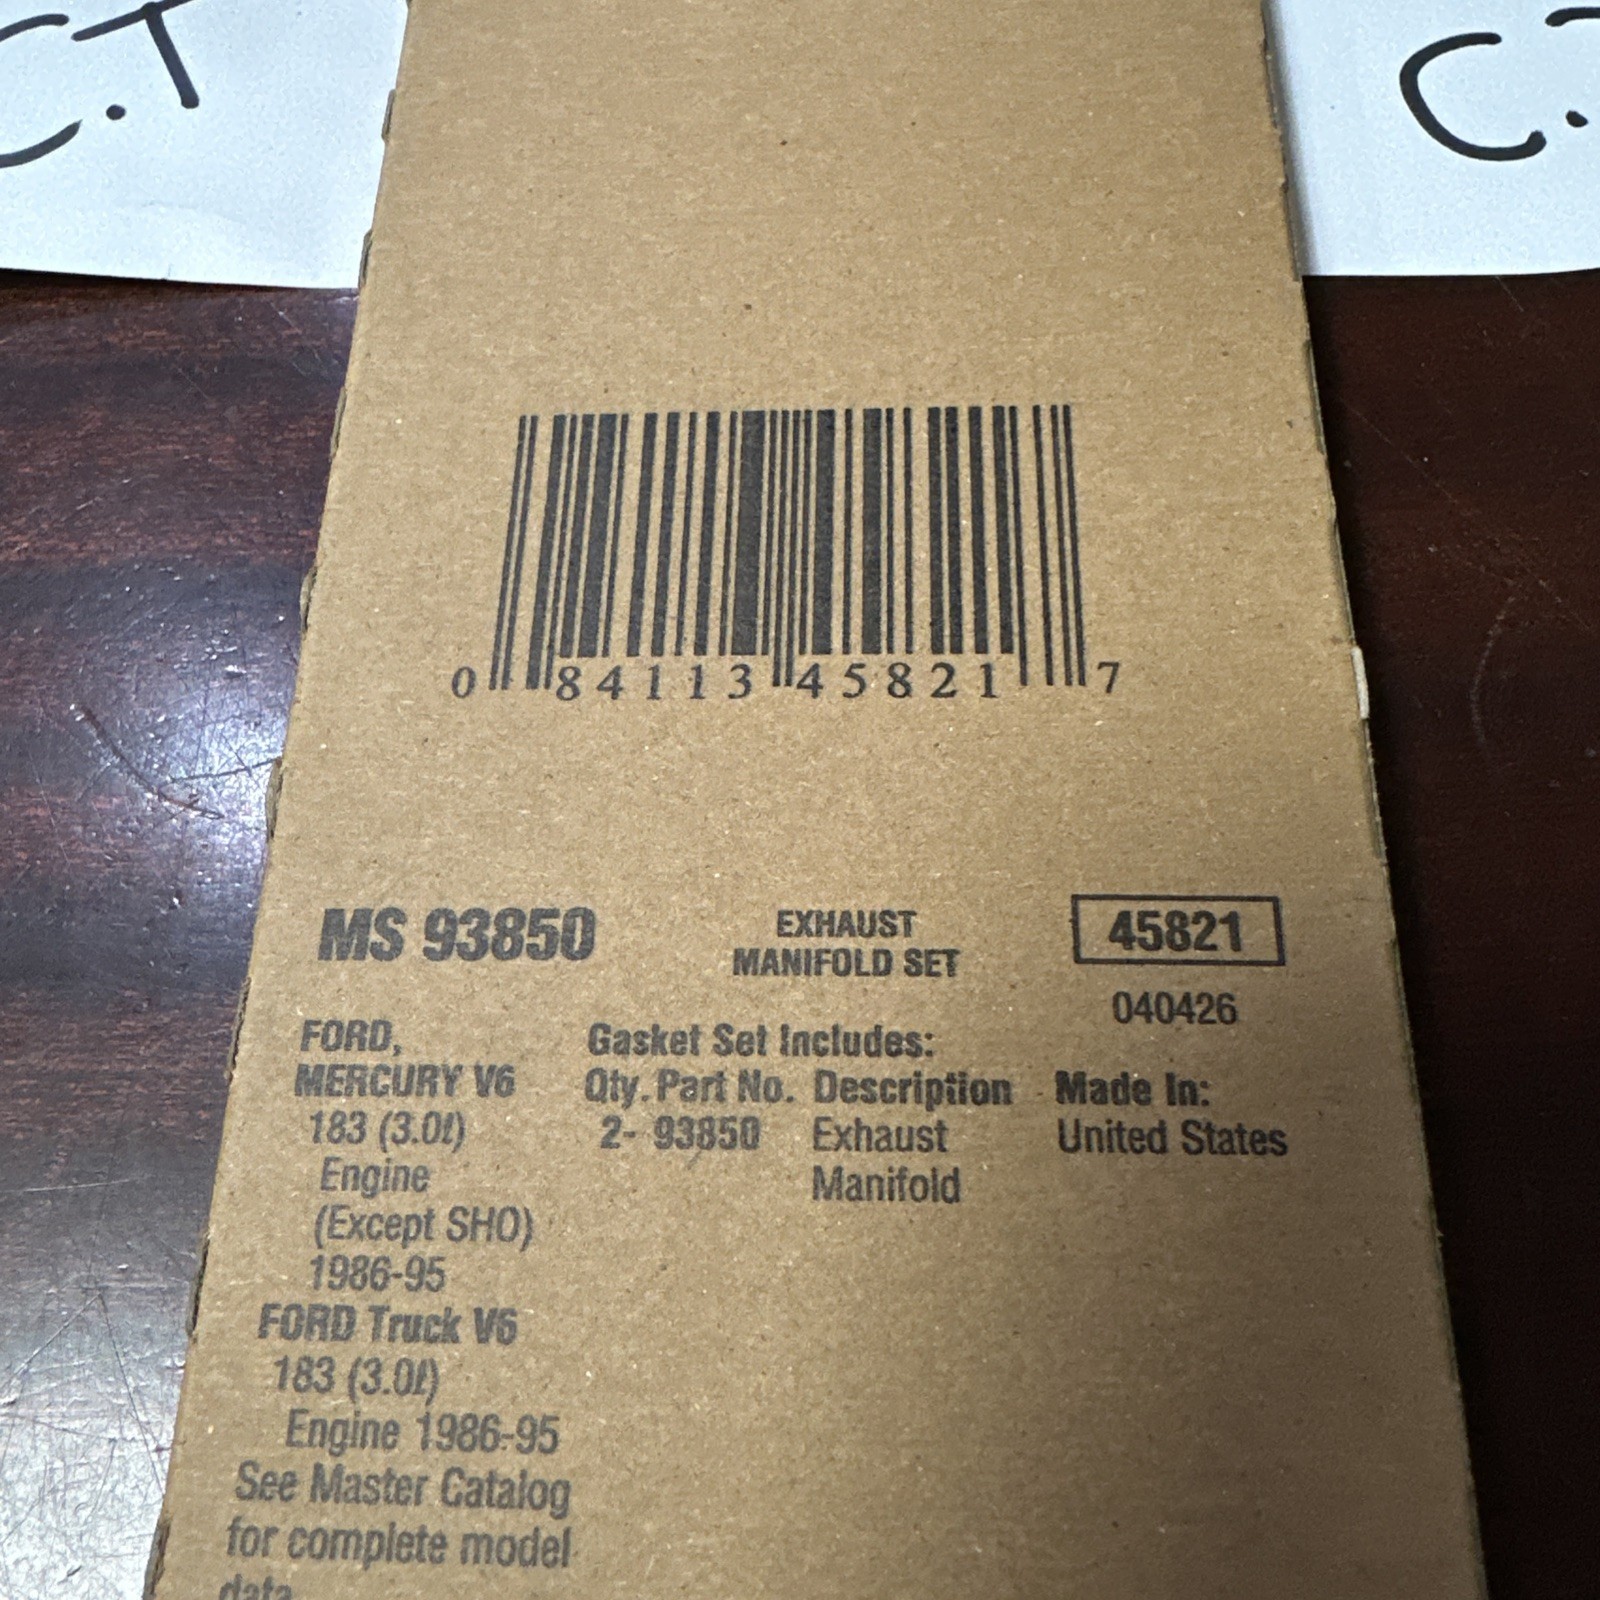 C.T
C.
0 84113 45821 7
MS 93850
EXHAUST
MANIFOLD SET
45821
040426
FORD,
MERCURY V6
183 (3.0ℓ)
Engine
(Except SHO)
1986-95
FORD Truck V6
183 (3.0ℓ)
Engine 1986-95
See Master Catalog
for complete model
data
Gasket Set Includes:
Qty. Part No. Description
2- 93850 Exhaust
Manifold
Made In:
United States